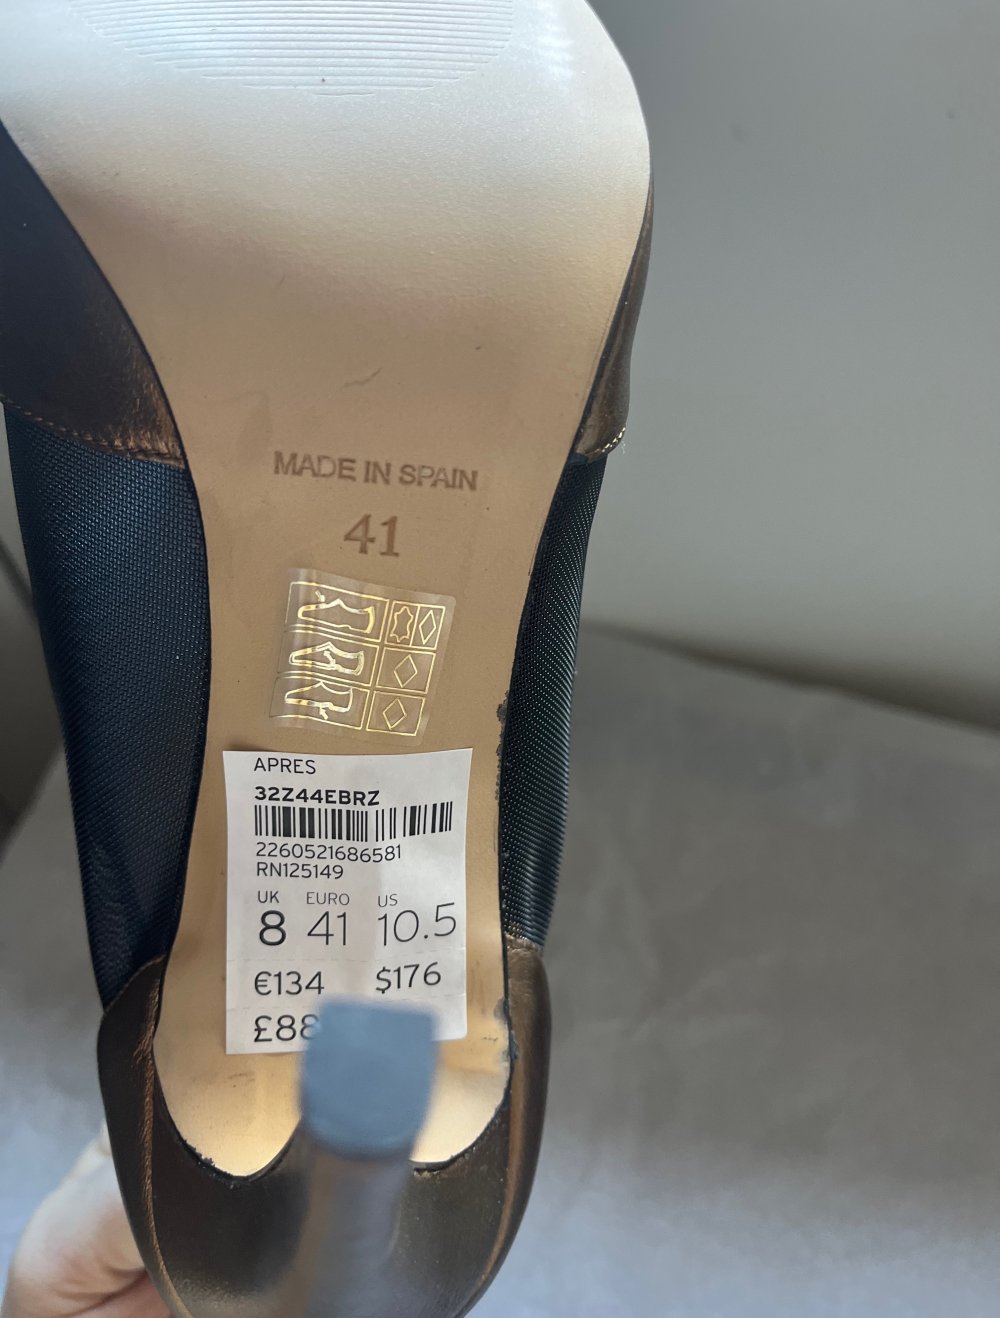 MADE IN SPAIN
41
APRES
32Z44EBRZ
2260521686581
RN125149
UK EURO US
8 41 10.5
€134 $176
£88